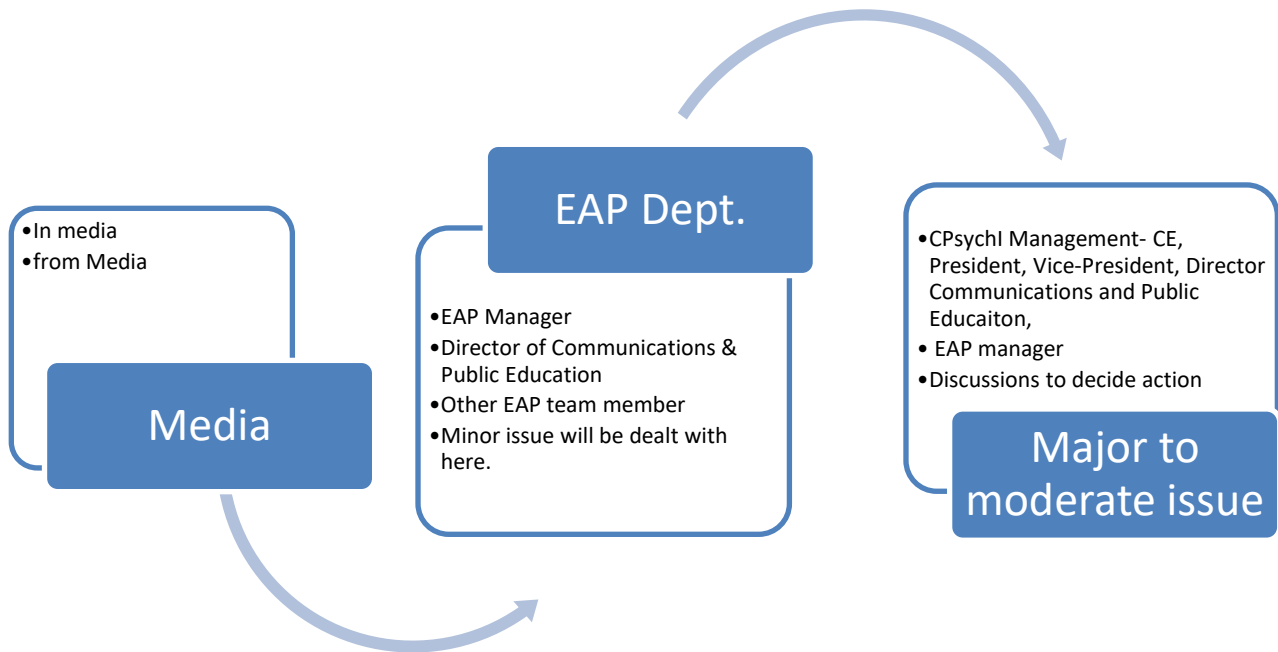 •In media
•from Media
Media
EAP Dept.
•EAP Manager
•Director of Communications &
Public Education
•Other EAP team member
•Minor issue will be dealt with
here.
•CPsychI Management- CE,
President, Vice-President, Director
Communications and Public
Educaiton,
• EAP manager
•Discussions to decide action
Major to
moderate issue